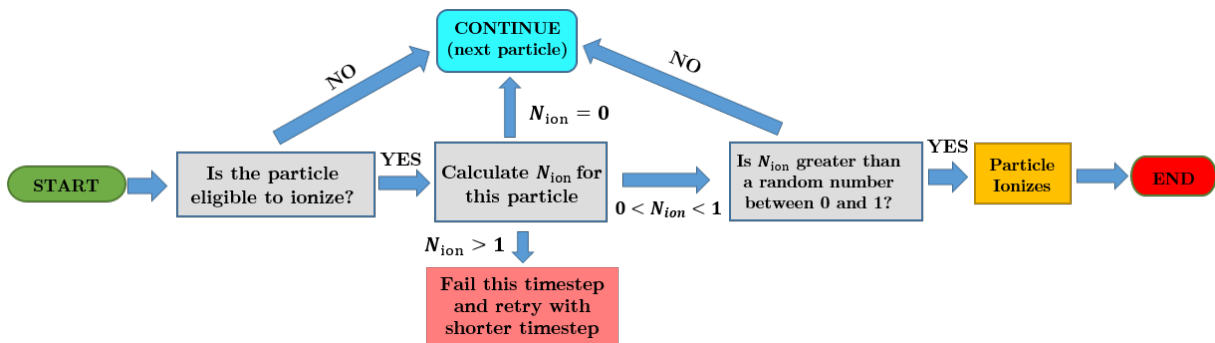 CONTINUE
(next particle)
NO
NO
N_ion = 0
START
Is the particle
eligible to ionize?
YES
Calculate N_ion for
this particle
0 < N_ion < 1
Is N_ion greater than
a random number
between 0 and 1?
YES
Particle
Ionizes
END
N_ion > 1
Fail this timestep
and retry with
shorter timestep